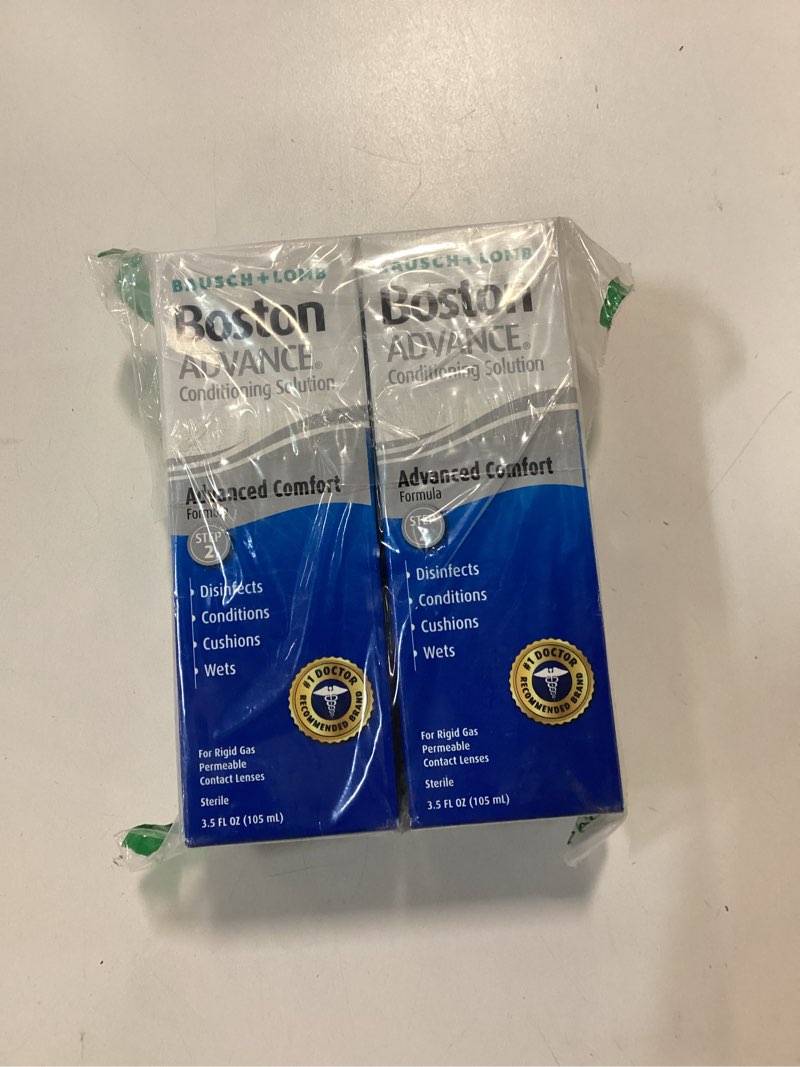 BAUSCH + LOMB
Boston
ADVANCE®
Conditioning Solution
Advanced Comfort
Formula
STEP
2
• Disinfects
• Conditions
• Cushions
• Wets
#1 DOCTOR
RECOMMENDED BRAND
For Rigid Gas
Permeable
Contact Lenses
Sterile
3.5 FL OZ (105 mL)
BAUSCH + LOMB
Boston
ADVANCE®
Conditioning Solution
Advanced Comfort
Formula
STEP
2
• Disinfects
• Conditions
• Cushions
• Wets
#1 DOCTOR
RECOMMENDED BRAND
For Rigid Gas
Permeable
Contact Lenses
Sterile
3.5 FL OZ (105 mL)